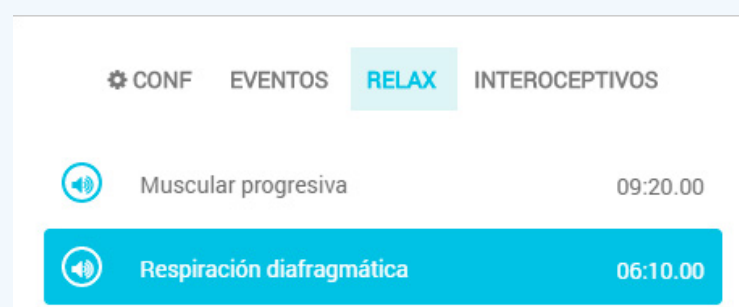 CONF EVENTOS RELAX INTEROCEPTIVOS
Muscular progresiva 09:20.00
Respiración diafragmática 06:10.00